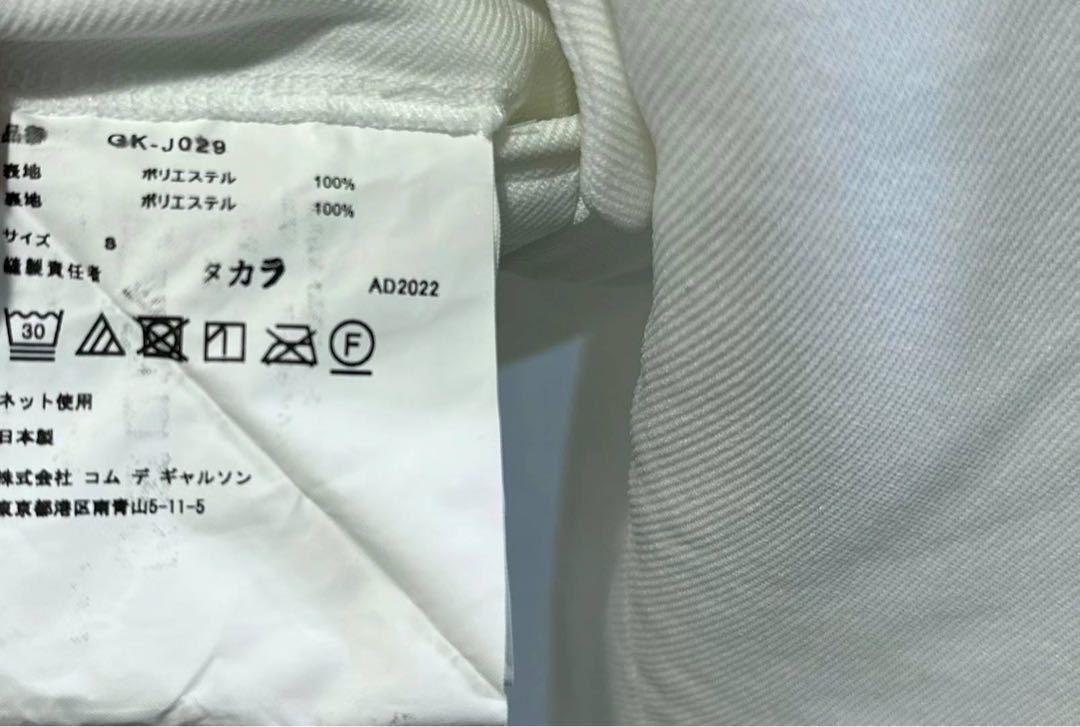 品番 GK-J029
表地 ポリエステル 100%
裏地 ポリエステル 100%
サイズ S
縫製責任者 タカラ AD2022
30 F
ネット使用
日本製
株式会社 コム デ ギャルソン
東京都港区南青山5-11-5